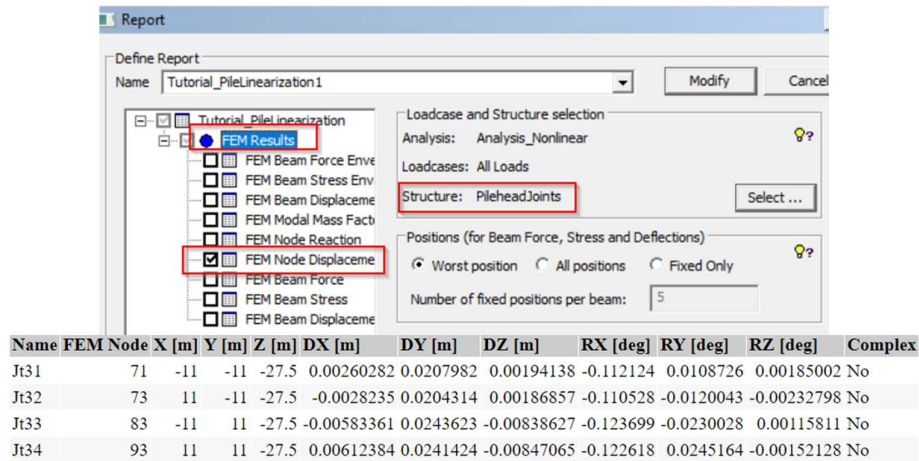 Report
Define Report
Name Tutorial_PileLinearization1 Modify Cancel
Tutorial_PileLinearization
FEM Results
FEM Beam Force Enve
FEM Beam Stress Env
FEM Beam Displaceme
FEM Modal Mass Facti
FEM Node Reaction
FEM Node Displaceme
FEM Beam Force
FEM Beam Stress
FEM Beam Displaceme
Loadcase and Structure selection
Analysis: Analysis_Nonlinear
Loadcases: All Loads
Structure: PileheadJoints Select ...
Positions (for Beam Force, Stress and Deflections)
Worst position All positions Fixed Only
Number of fixed positions per beam: 5
Name FEM Node X [m] Y [m] Z [m] DX [m] DY [m] DZ [m] RX [deg] RY [deg] RZ [deg] Complex
Jt31 71 -11 -11 -27.5 0.00260282 0.0207982 0.00194138 -0.112124 0.0108726 0.00185002 No
Jt32 73 11 -11 -27.5 -0.0028235 0.0204314 0.00186857 -0.110528 -0.0120043 -0.00232798 No
Jt33 83 -11 11 -27.5 -0.00583361 0.0243623 -0.00838627 -0.123699 -0.0230028 0.00115811 No
Jt34 93 11 11 -27.5 0.00612384 0.0241424 -0.00847065 -0.122618 0.0245164 -0.00152128 No